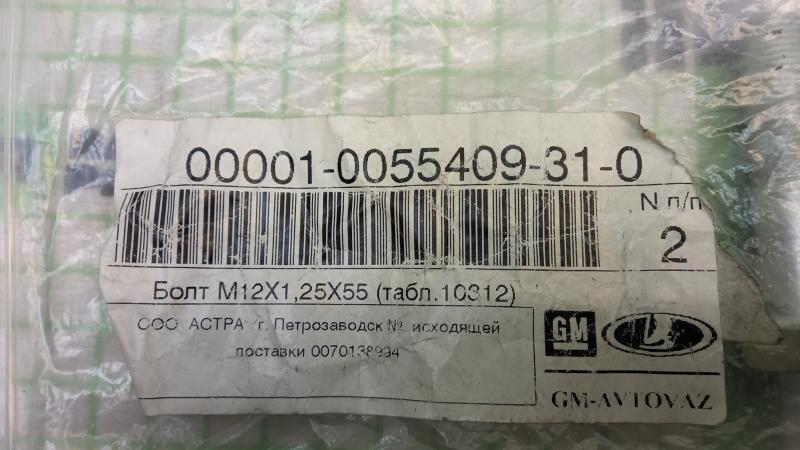 00001-0055409-31-0
N п/п
2
Болт М12Х1,25Х55 (табл.10312)
ООО "АСТРА" г. Петрозаводск № исходящей
поставки 0070138994
GM
GM-AVTOVAZ